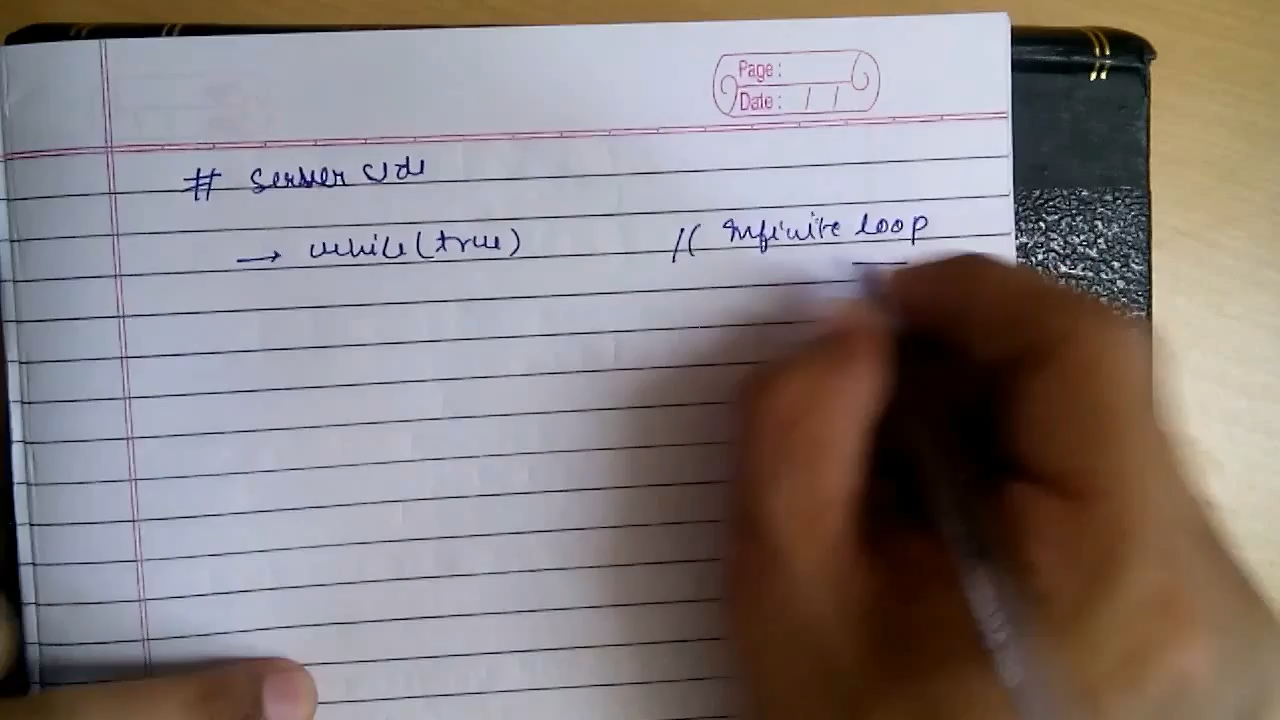 Page :
Date : / /
# Server side
→ while(true) // Infinite loop